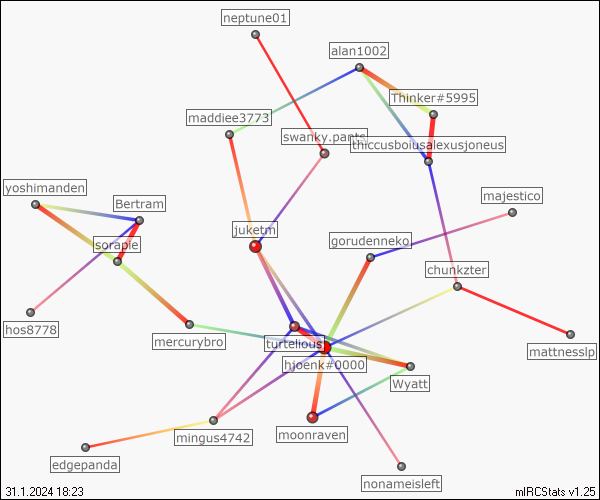 neptune01
alan1002
Thinker#5995
maddiee3773
swanky.pants
thiccusboiusalexusjoneus
yoshimanden
majestico
Bertram
juketm
gorudenneko
sorapie
chunkzter
hos8778
mercurybro
turtelious
mattnesslp
hjoenk#0000
Wyatt
mingus4742
moonraven
edgepanda
nonameisleft
31.1.2024 18:23
mIRCStats v1.25